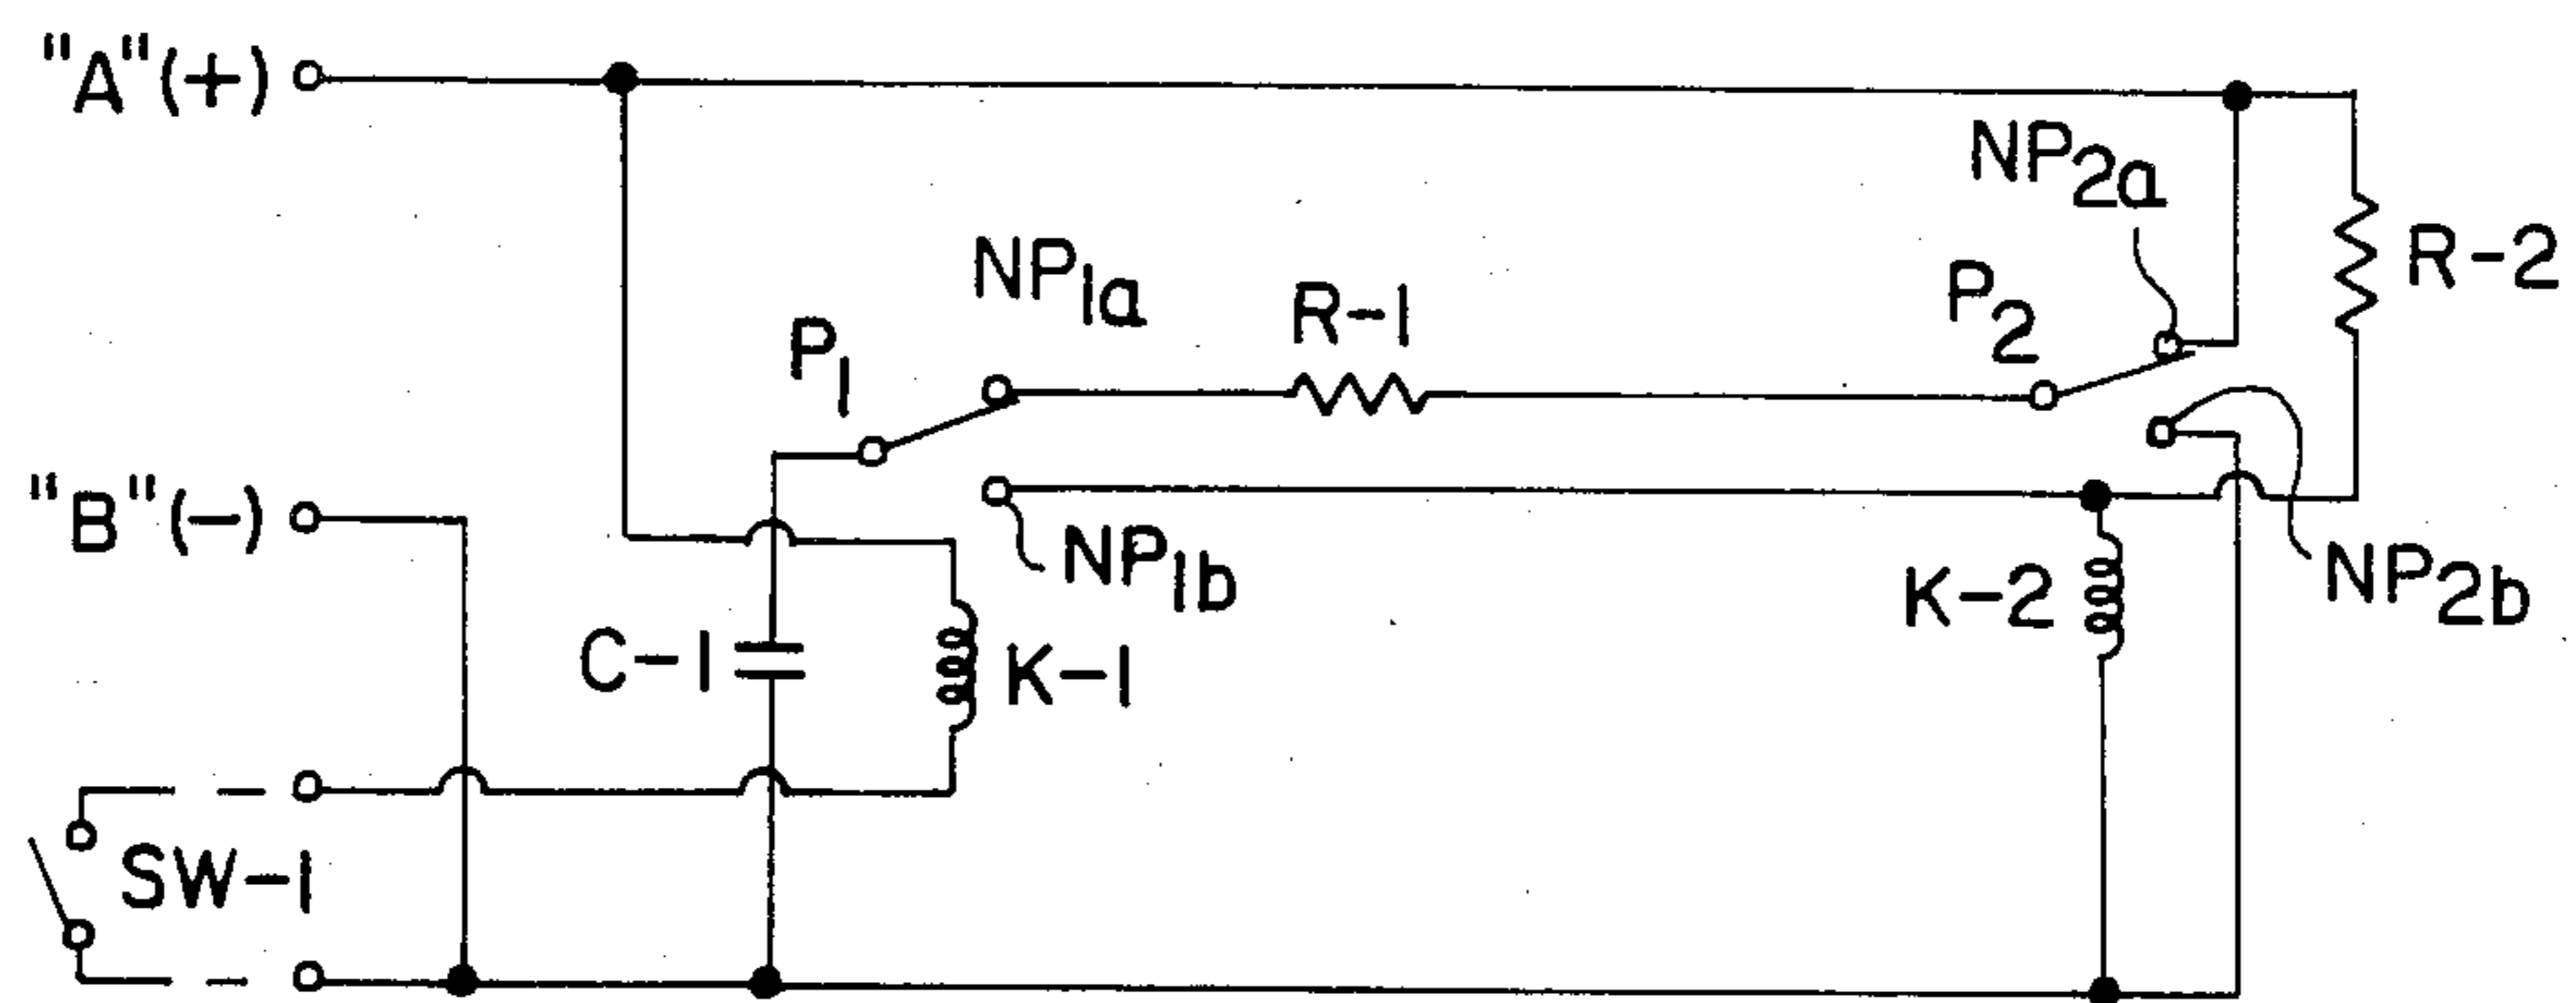 "A"(+)
NP2a
NP1a
R-2
P2
R-1
P1
"B"(-)
NP1b
NP2b
K-2
C-1
K-1
SW-1